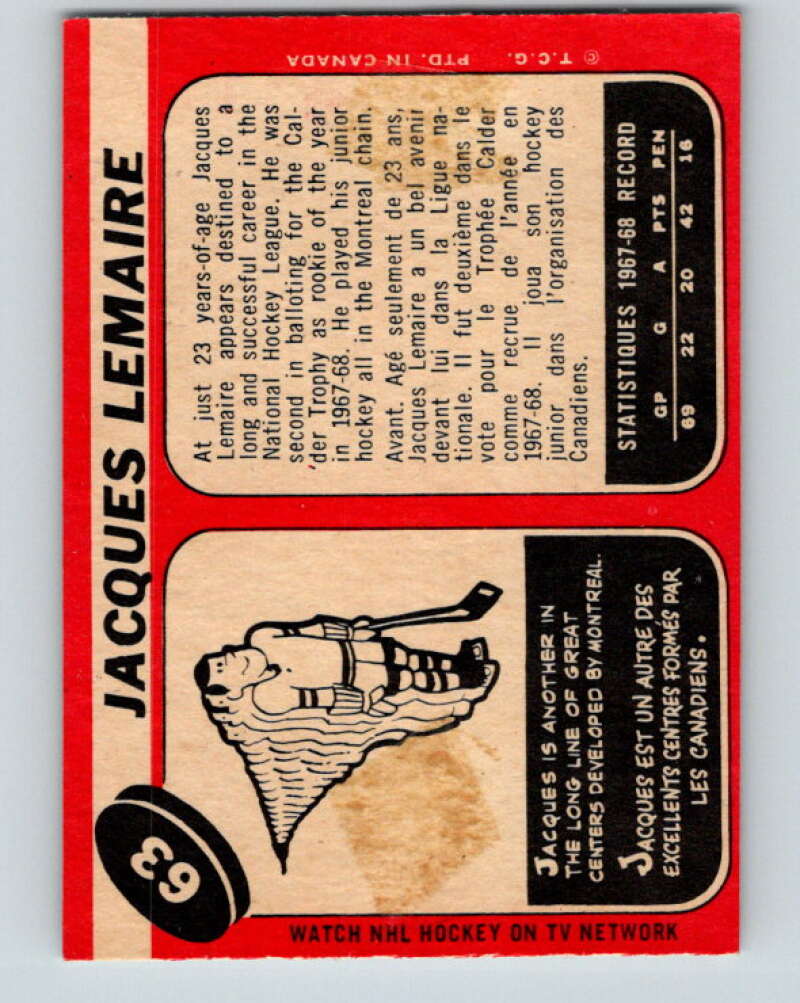 63
JACQUES LEMAIRE
JACQUES IS ANOTHER IN
THE LONG LINE OF GREAT
CENTERS DEVELOPED BY MONTREAL.
JACQUES EST UN AUTRE DES
EXCELLENTS CENTRES FORMÉS PAR
LES CANADIENS.
At just 23 years-of-age Jacques
Lemaire appears destined to a
long and successful career in the
National Hockey League. He was
second in balloting for the Cal-
der Trophy as rookie of the year
in 1967-68. He played his junior
hockey all in the Montreal chain.
Avant. Agé seulement de 23 ans,
Jacques Lemaire a un bel avenir
devant lui dans la Ligue na-
tionale. Il fut deuxième dans le
vote pour le Trophée Calder
comme recrue de l'année en
1967-68. Il joua son hockey
junior dans l'organisation des
Canadiens.
STATISTIQUES 1967-68 RECORD
GP G A PTS PEN
69 22 20 42 16
WATCH NHL HOCKEY ON TV NETWORK
© T.C.G. PTD. IN CANADA